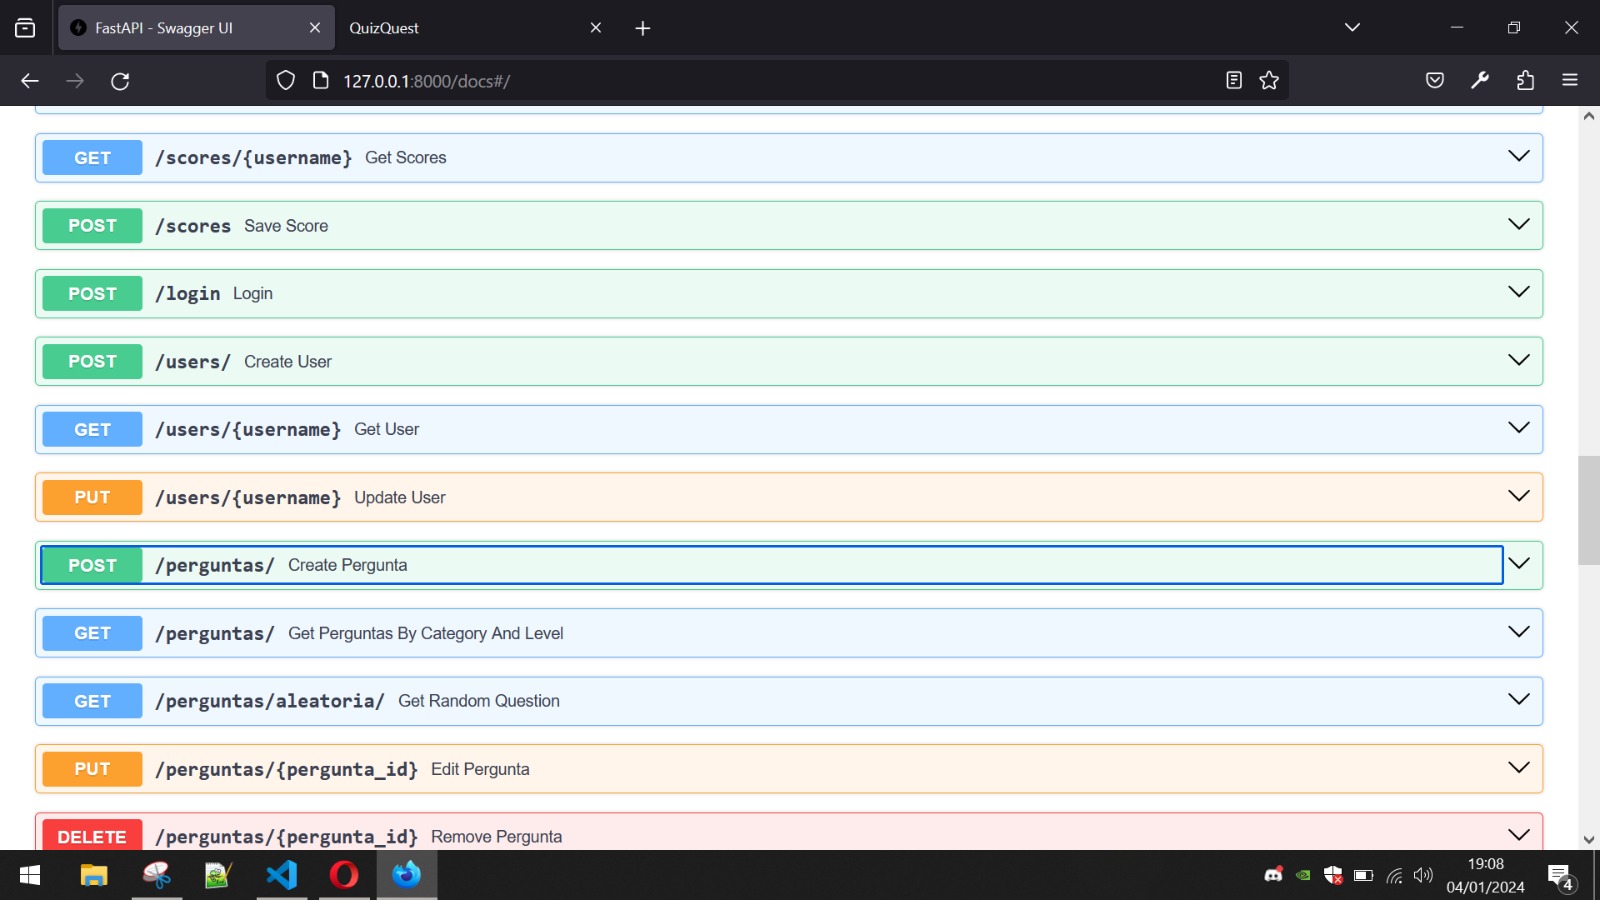 FastAPI - Swagger UI
QuizQuest
127.0.0.1:8000/docs#/
GET /scores/{username} Get Scores
POST /scores Save Score
POST /login Login
POST /users/ Create User
GET /users/{username} Get User
PUT /users/{username} Update User
POST /perguntas/ Create Pergunta
GET /perguntas/ Get Perguntas By Category And Level
GET /perguntas/aleatoria/ Get Random Question
PUT /perguntas/{pergunta_id} Edit Pergunta
DELETE /perguntas/{pergunta_id} Remove Pergunta
19:08
04/01/2024
4